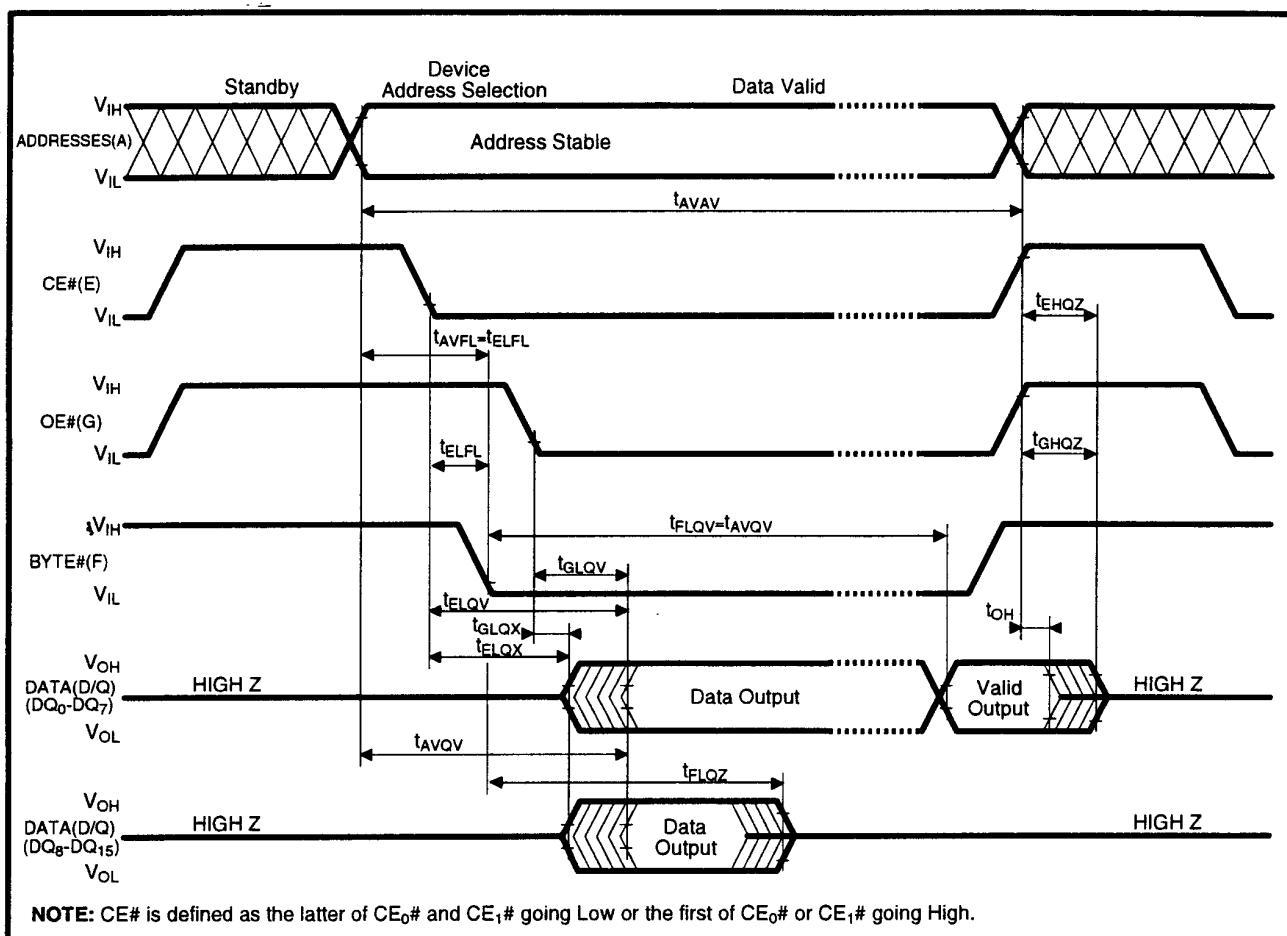 Standby
Device
Address Selection
Data Valid
VIH
ADDRESSES(A)
Address Stable
VIL
tAVAV
VIH
CE#(E)
VIL
tEHQZ
tAVFL=tELFL
VIH
OE#(G)
VIL
tELFL
tGHQZ
VIH
BYTE#(F)
VIL
tFLQV=tAVQV
tGLQV
tELQV
tOH
tGLQX
tELQX
VOH
DATA(D/Q)
(DQ0-DQ7)
VOL
HIGH Z
Data Output
Valid
Output
HIGH Z
tAVQV
tFLQZ
VOH
DATA(D/Q)
(DQ8-DQ15)
VOL
HIGH Z
Data
Output
HIGH Z
NOTE: CE# is defined as the latter of CE0# and CE1# going Low or the first of CE0# or CE1# going High.